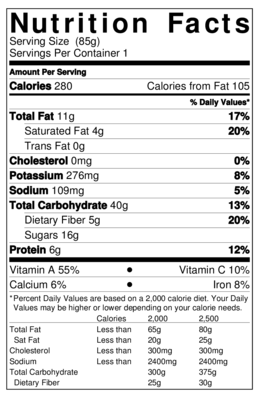 Nutrition Facts
Serving Size (85g)
Servings Per Container 1
Amount Per Serving
Calories 280 Calories from Fat 105
% Daily Values*
Total Fat 11g 17%
Saturated Fat 4g 20%
Trans Fat 0g
Cholesterol 0mg 0%
Potassium 276mg 8%
Sodium 109mg 5%
Total Carbohydrate 40g 13%
Dietary Fiber 5g 20%
Sugars 16g
Protein 6g 12%
Vitamin A 55% • Vitamin C 10%
Calcium 6% • Iron 8%
*Percent Daily Values are based on a 2,000 calorie diet. Your Daily
Values may be higher or lower depending on your calorie needs.
Calories 2,000 2,500
Total Fat Less than 65g 80g
Sat Fat Less than 20g 25g
Cholesterol Less than 300mg 300mg
Sodium Less than 2400mg 2400mg
Total Carbohydrate 300g 375g
Dietary Fiber 25g 30g